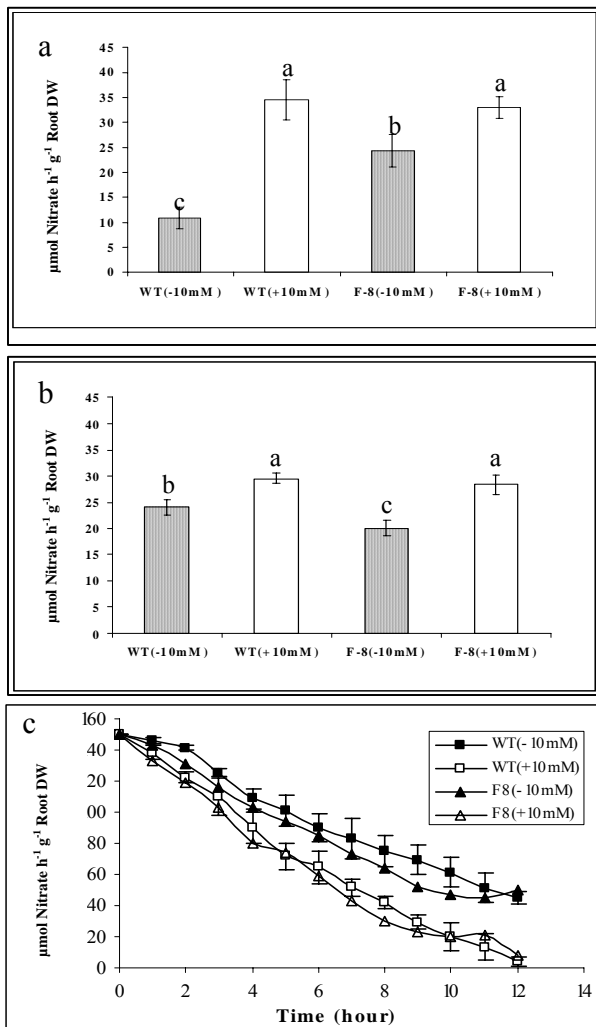 a
µmol Nitrate h-1 g-1 Root DW
45
40
35
30
25
20
15
10
5
0
c
a
b
a
WT(-10mM)
WT(+10mM)
F-8(-10mM)
F-8(+10mM)
b
µmol Nitrate h-1 g-1 Root DW
45
40
35
30
25
20
15
10
5
0
b
a
c
a
WT(-10mM)
WT(+10mM)
F-8(-10mM)
F-8(+10mM)
c
µmol Nitrate h-1 g-1 Root DW
160
40
20
00
80
60
40
20
0
WT(-10mM)
WT(+10mM)
F8(-10mM)
F8(+10mM)
0 2 4 6 8 10 12 14
Time (hour)